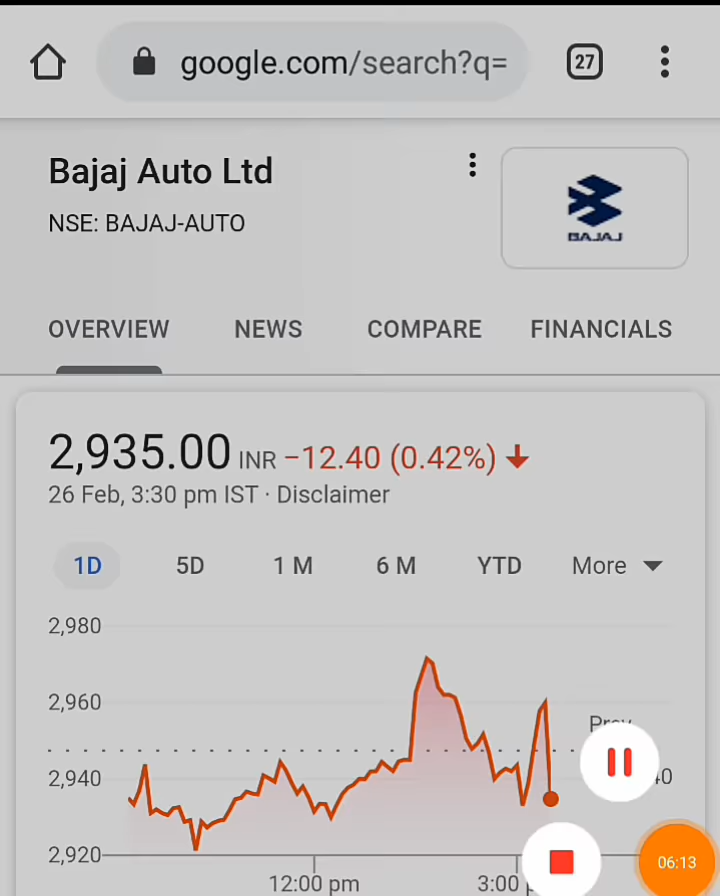 google.com/search?q=
27
Bajaj Auto Ltd
NSE: BAJAJ-AUTO
BAJAJ
OVERVIEW NEWS COMPARE FINANCIALS
2,935.00 INR −12.40 (0.42%)
26 Feb, 3:30 pm IST · Disclaimer
1D 5D 1 M 6 M YTD More
2,980
2,960
2,940
2,920
12:00 pm 3:00
06:13